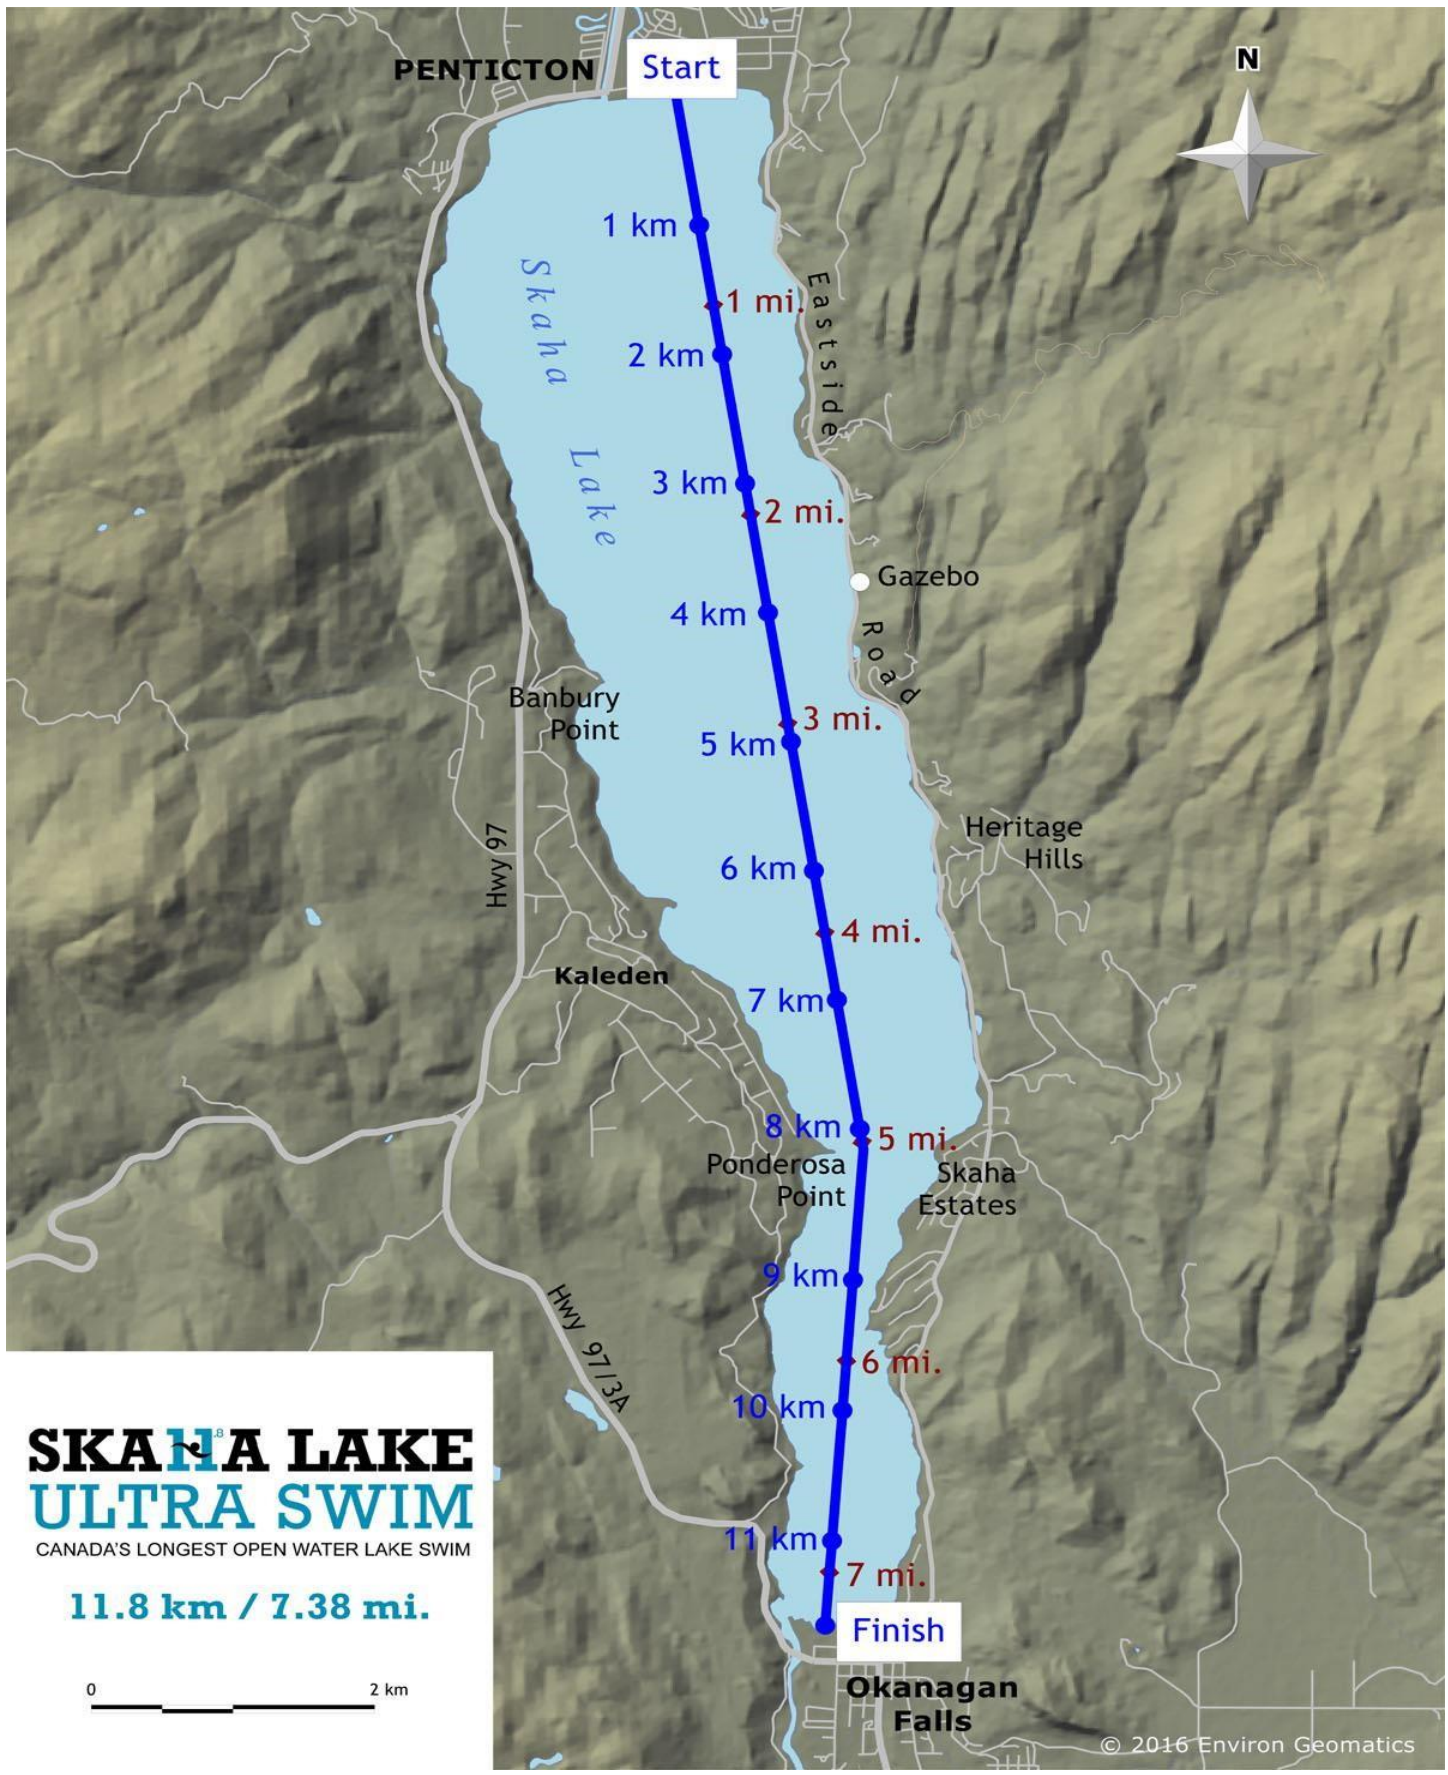 PENTICTON
Start
N
1 km
Skaha
1 mi.
Eastside
2 km
Lake
3 km
2 mi.
Gazebo
4 km
Road
Banbury
Point
3 mi.
5 km
Hwy 97
Heritage
Hills
6 km
4 mi.
Kaleden
7 km
8 km
5 mi.
Ponderosa
Point
Skaha
Estates
9 km
Hwy 97/3A
6 mi.
10 km
11 km
7 mi.
Finish
Okanagan
Falls
SKAHA LAKE
11.8
ULTRA SWIM
CANADA'S LONGEST OPEN WATER LAKE SWIM
11.8 km / 7.38 mi.
0 2 km
© 2016 Environ Geomatics